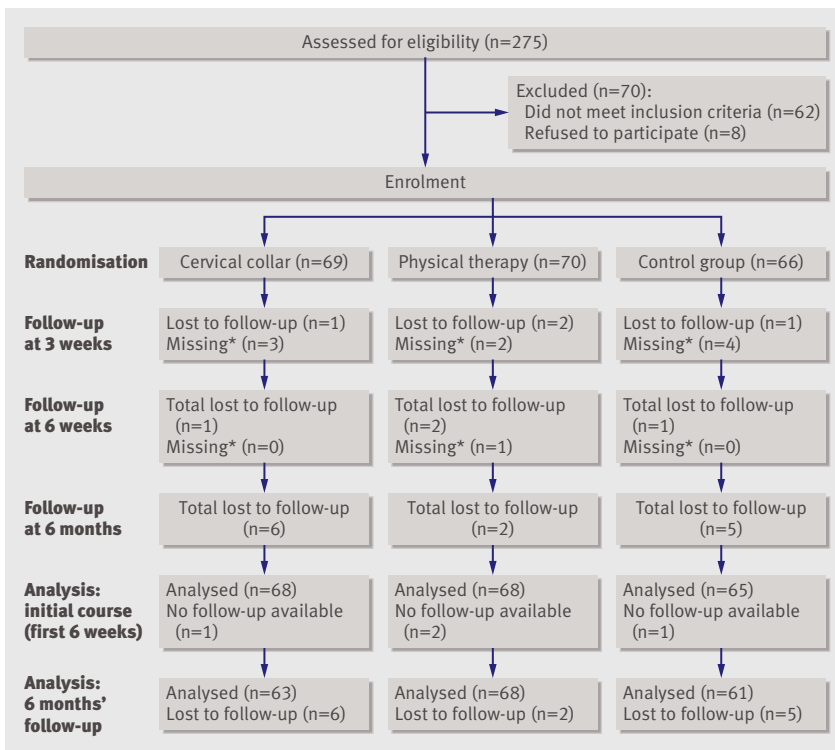 Assessed for eligibility (n=275)
Excluded (n=70):
Did not meet inclusion criteria (n=62)
Refused to participate (n=8)
Enrolment
Randomisation
Cervical collar (n=69)
Physical therapy (n=70)
Control group (n=66)
Follow-up
at 3 weeks
Lost to follow-up (n=1)
Missing* (n=3)
Lost to follow-up (n=2)
Missing* (n=2)
Lost to follow-up (n=1)
Missing* (n=4)
Follow-up
at 6 weeks
Total lost to follow-up
(n=1)
Missing* (n=0)
Total lost to follow-up
(n=2)
Missing* (n=1)
Total lost to follow-up
(n=1)
Missing* (n=0)
Follow-up
at 6 months
Total lost to follow-up
(n=6)
Total lost to follow-up
(n=2)
Total lost to follow-up
(n=5)
Analysis:
initial course
(first 6 weeks)
Analysed (n=68)
No follow-up available
(n=1)
Analysed (n=68)
No follow-up available
(n=2)
Analysed (n=65)
No follow-up available
(n=1)
Analysis:
6 months’
follow-up
Analysed (n=63)
Lost to follow-up (n=6)
Analysed (n=68)
Lost to follow-up (n=2)
Analysed (n=61)
Lost to follow-up (n=5)